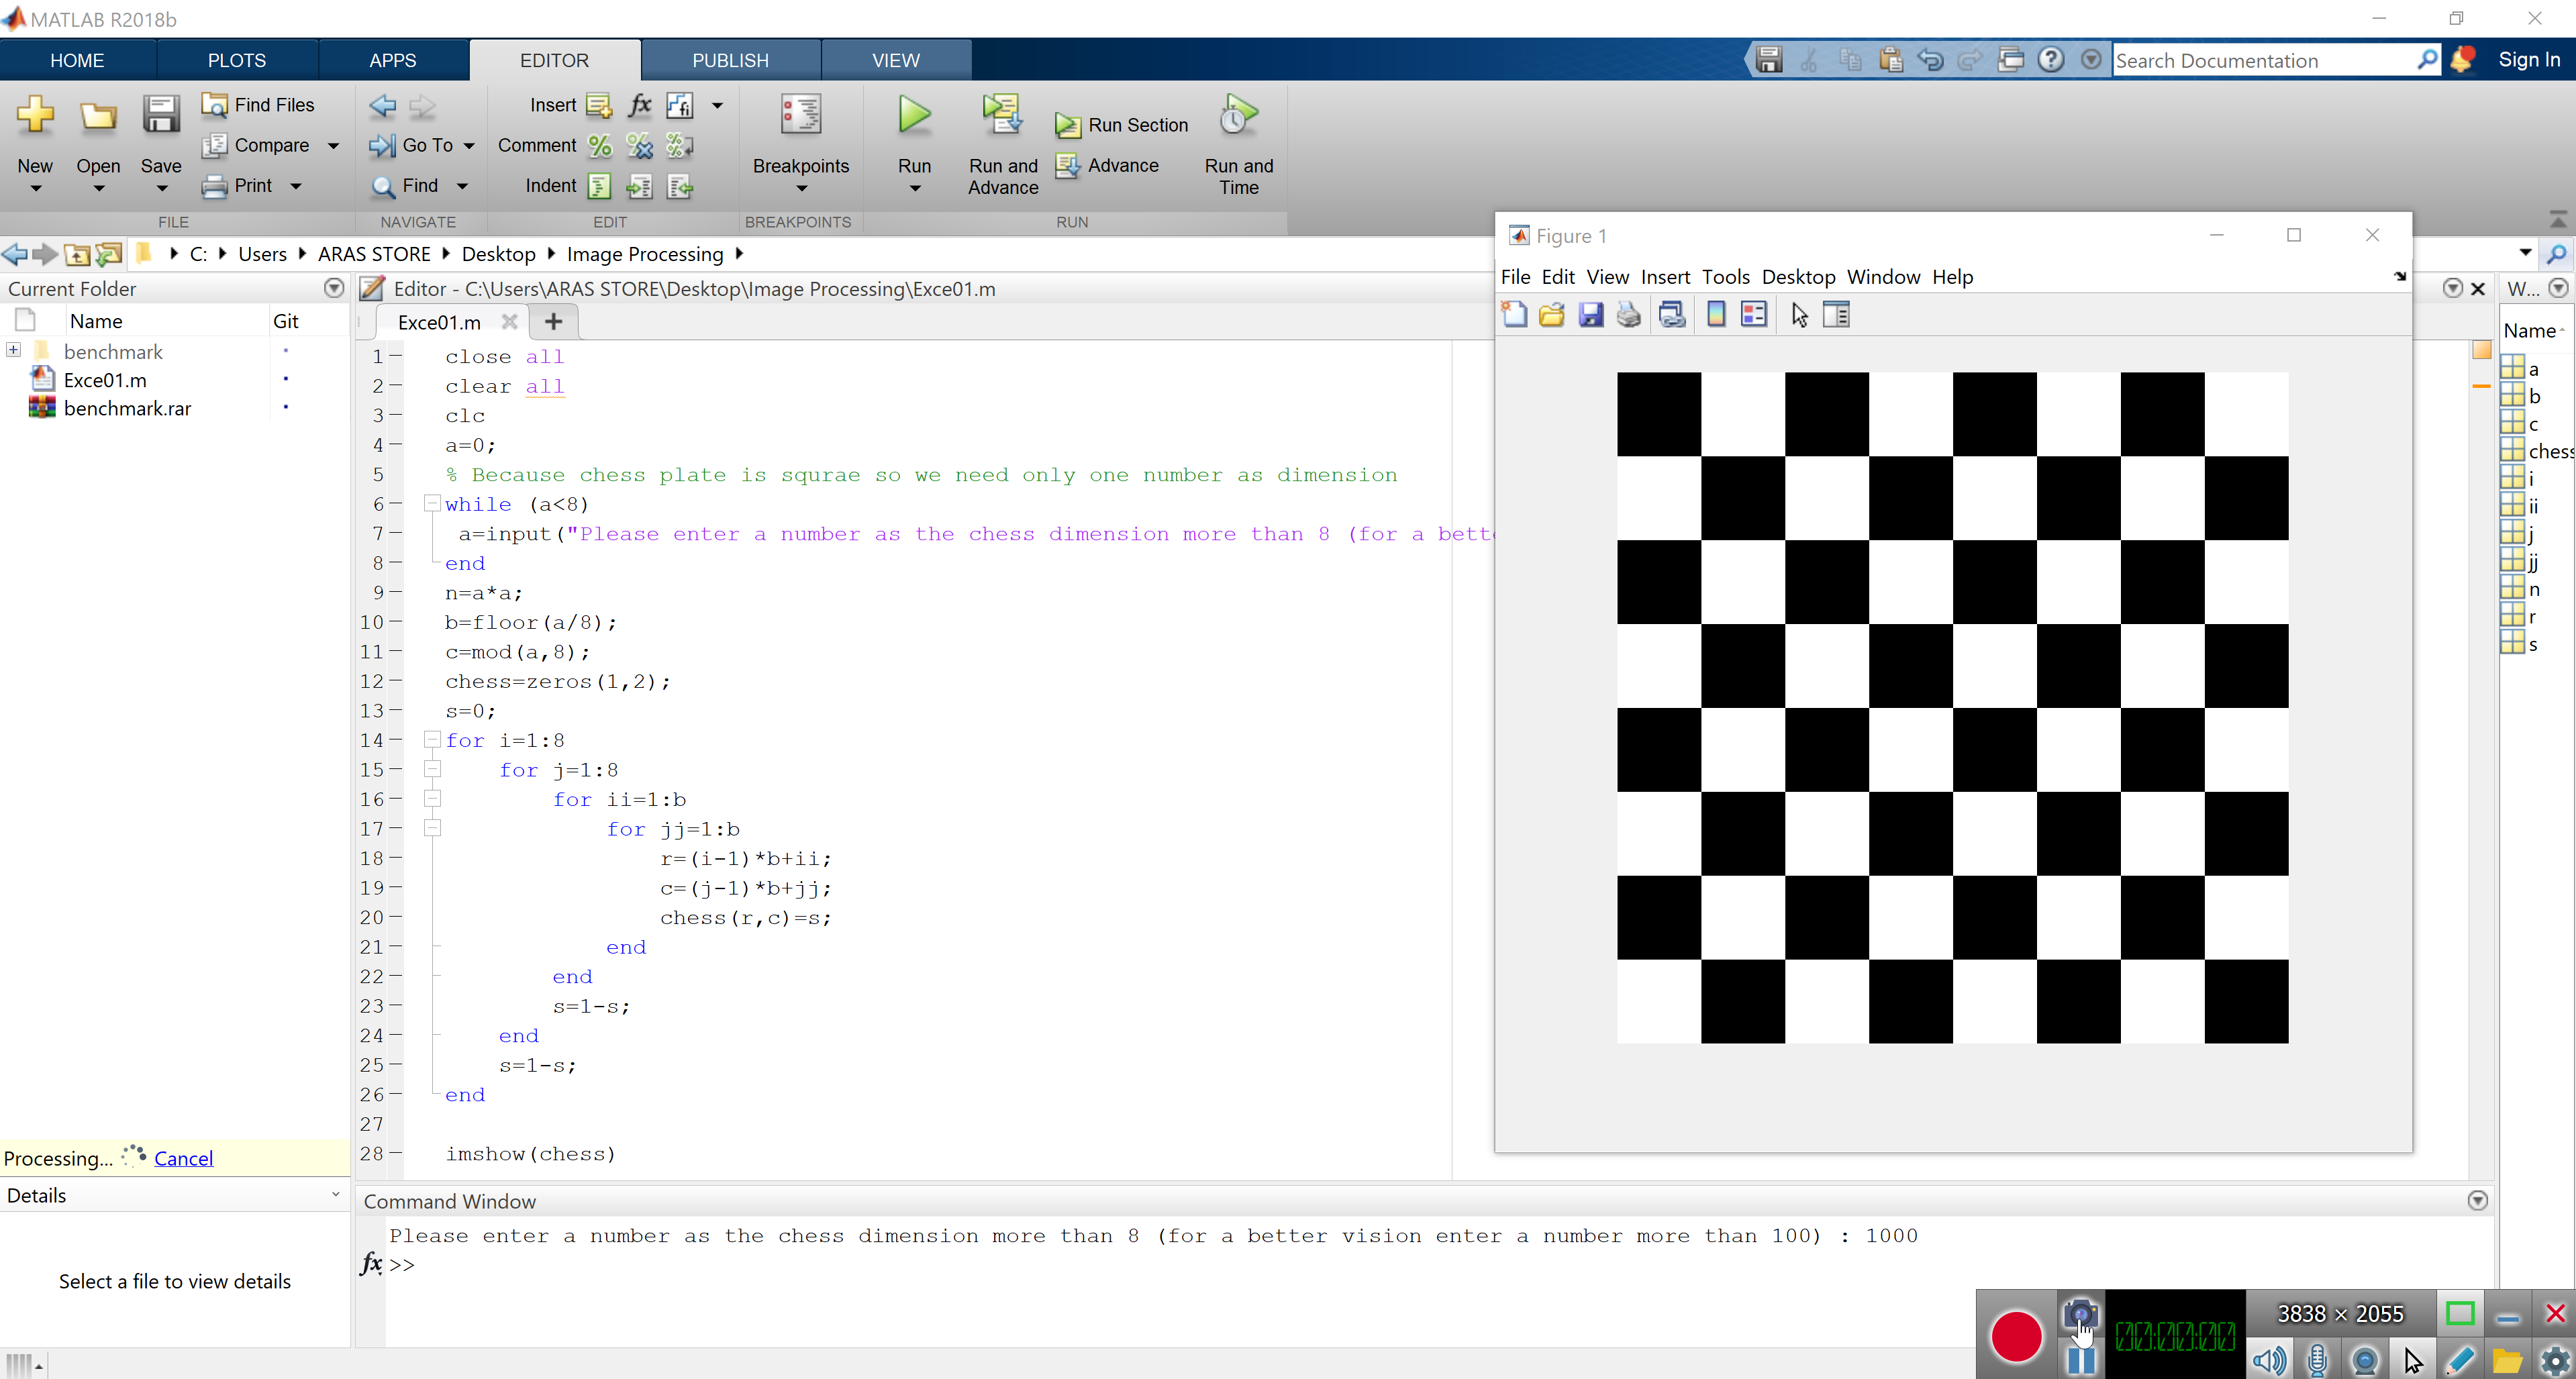 MATLAB R2018b
HOME PLOTS APPS EDITOR PUBLISH VIEW
Search Documentation
Sign In
New Open Save
Find Files
Compare
Print
Go To
Find
Insert fx fi
Comment
Indent
Breakpoints
Run
Run and Advance
Run Section
Advance
Run and Time
FILE NAVIGATE EDIT BREAKPOINTS RUN
C: Users ARAS STORE Desktop Image Processing
Current Folder
Name Git
benchmark
Exce01.m
benchmark.rar
Processing... Cancel
Details
Select a file to view details
Editor - C:\Users\ARAS STORE\Desktop\Image Processing\Exce01.m
Exce01.m
1 close all
2 clear all
3 clc
4 a=0;
5 % Because chess plate is squrae so we need only one number as dimension
6 while (a<8)
7 a=input("Please enter a number as the chess dimension more than 8 (for a bett
8 end
9 n=a*a;
10 b=floor(a/8);
11 c=mod(a,8);
12 chess=zeros(1,2);
13 s=0;
14 for i=1:8
15 for j=1:8
16 for ii=1:b
17 for jj=1:b
18 r=(i-1)*b+ii;
19 c=(j-1)*b+jj;
20 chess(r,c)=s;
21 end
22 end
23 s=1-s;
24 end
25 s=1-s;
26 end
27
28 imshow(chess)
Figure 1
File Edit View Insert Tools Desktop Window Help
W...
Name
a
b
c
chess
i
ii
j
jj
n
r
s
Command Window
Please enter a number as the chess dimension more than 8 (for a better vision enter a number more than 100) : 1000
fx >>
3838 × 2055
00:00:00